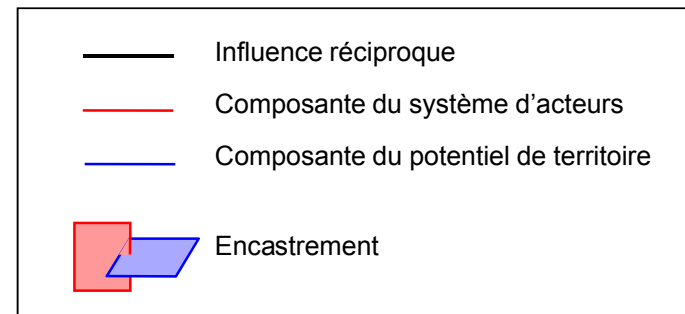 Influence réciproque
Composante du système d'acteurs
Composante du potentiel de territoire
Encastrement